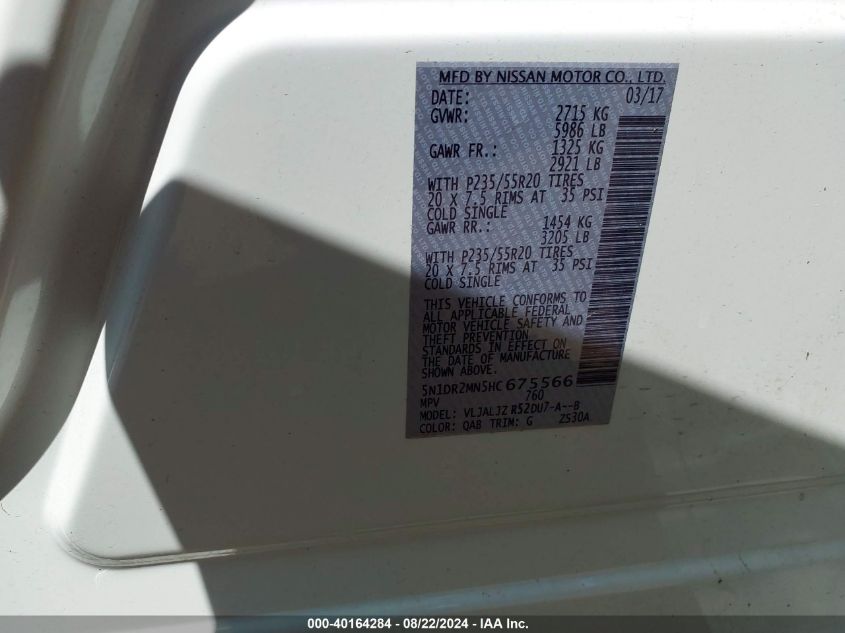 MFD BY NISSAN MOTOR CO., LTD.
DATE: 03/17
GVWR: 2715 KG
5986 LB
GAWR FR.: 1325 KG
2921 LB
WITH P235/55R20 TIRES
20 X 7.5 RIMS AT 35 PSI
COLD SINGLE
GAWR RR.: 1454 KG
3205 LB
WITH P235/55R20 TIRES
20 X 7.5 RIMS AT 35 PSI
COLD SINGLE
THIS VEHICLE CONFORMS TO
ALL APPLICABLE FEDERAL
MOTOR VEHICLE SAFETY AND
THEFT PREVENTION
STANDARDS IN EFFECT ON
THE DATE OF MANUFACTURE
SHOWN ABOVE.
5N1DR2MN5HC675566
MPV 760
MODEL: VLJALJZ R52DU7-A--B
COLOR: QAB TRIM: G ZS30A
000-40164284 - 08/22/2024 - IAA Inc.